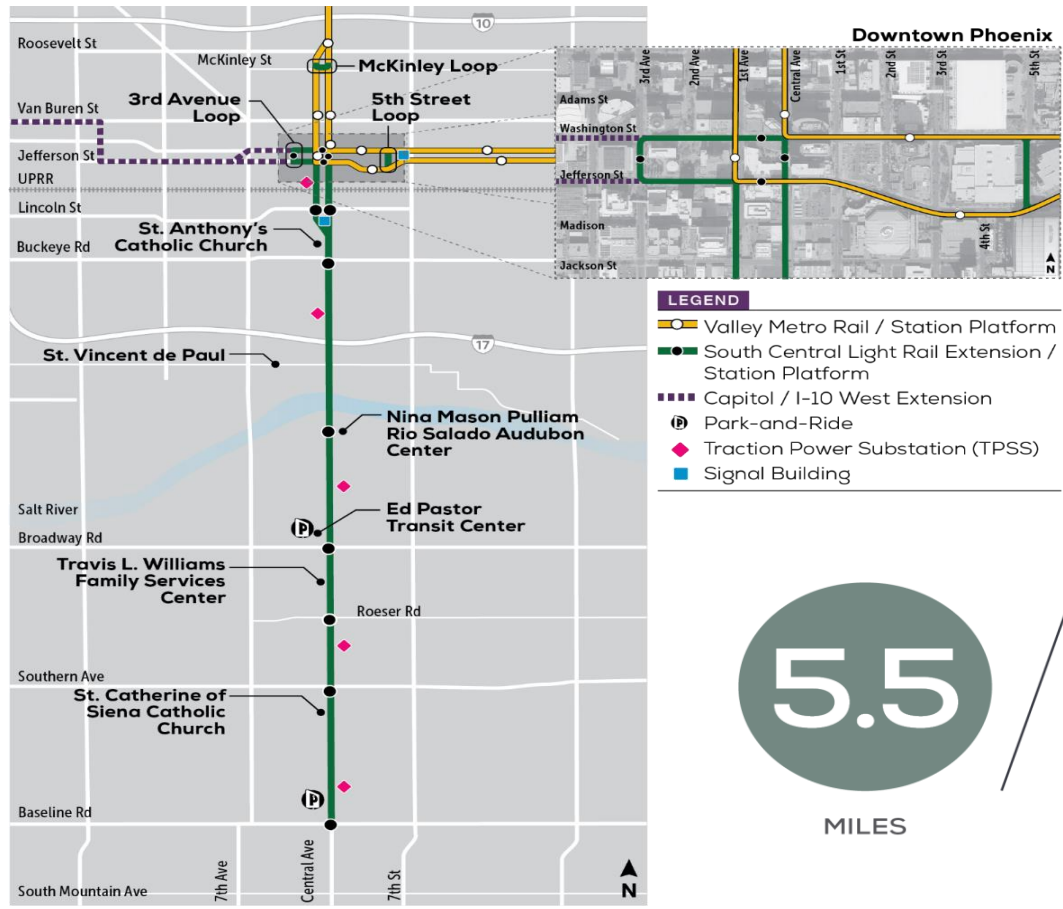 10
Roosevelt St
McKinley St
McKinley Loop
3rd Avenue
Loop
5th Street
Loop
Van Buren St
Jefferson St
UPRR
Lincoln St
St. Anthony's
Catholic Church
Buckeye Rd
17
St. Vincent de Paul
Nina Mason Pulliam
Rio Salado Audubon
Center
Salt River
Ed Pastor
Transit Center
P
Broadway Rd
Travis L. Williams
Family Services
Center
Roeser Rd
Southern Ave
St. Catherine of
Siena Catholic
Church
P
Baseline Rd
7th Ave
Central Ave
7th St
South Mountain Ave
N
Downtown Phoenix
3rd Ave
2nd Ave
1st Ave
Central Ave
1st St
2nd St
3rd St
5th St
Adams St
Washington St
Jefferson St
Madison
4th St
Jackson St
N
LEGEND
Valley Metro Rail / Station Platform
South Central Light Rail Extension /
Station Platform
Capitol / I-10 West Extension
P Park-and-Ride
Traction Power Substation (TPSS)
Signal Building
5.5
MILES